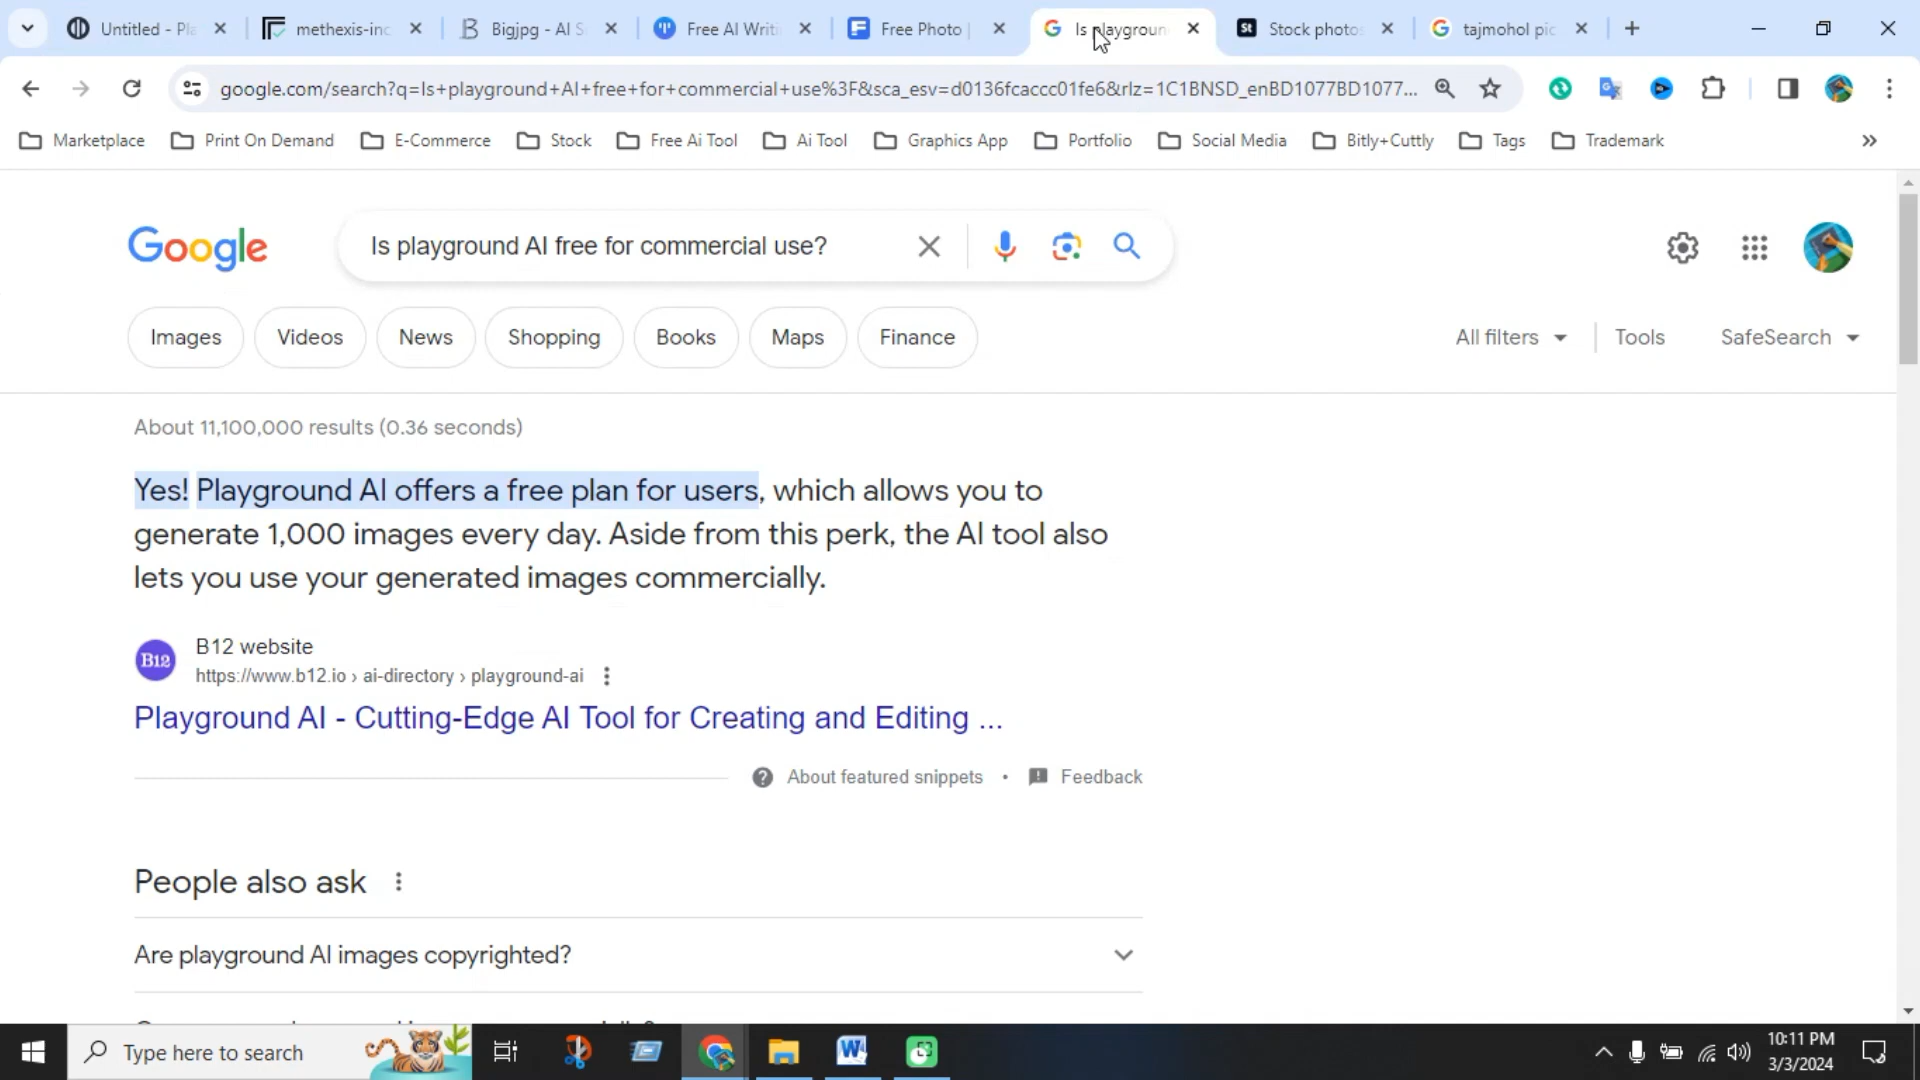 Untitled - Pla
methexis-inc
Bigjpg - AI S
Free AI Writi
Free Photo
Is playground
Stock photos
tajmohol pic
google.com/search?q=Is+playground+AI+free+for+commercial+use%3F&sca_esv=d0136fcaccc01fe6&rlz=1C1BNSD_enBD1077BD1077...
Marketplace
Print On Demand
E-Commerce
Stock
Free Ai Tool
Ai Tool
Graphics App
Portfolio
Social Media
Bitly+Cuttly
Tags
Trademark
Google
Is playground AI free for commercial use?
Images
Videos
News
Shopping
Books
Maps
Finance
All filters
Tools
SafeSearch
About 11,100,000 results (0.36 seconds)
Yes! Playground AI offers a free plan for users, which allows you to
generate 1,000 images every day. Aside from this perk, the AI tool also
lets you use your generated images commercially.
B12
B12 website
https://www.b12.io › ai-directory › playground-ai
Playground AI - Cutting-Edge AI Tool for Creating and Editing ...
About featured snippets
Feedback
People also ask
Are playground AI images copyrighted?
Type here to search
10:11 PM
3/3/2024